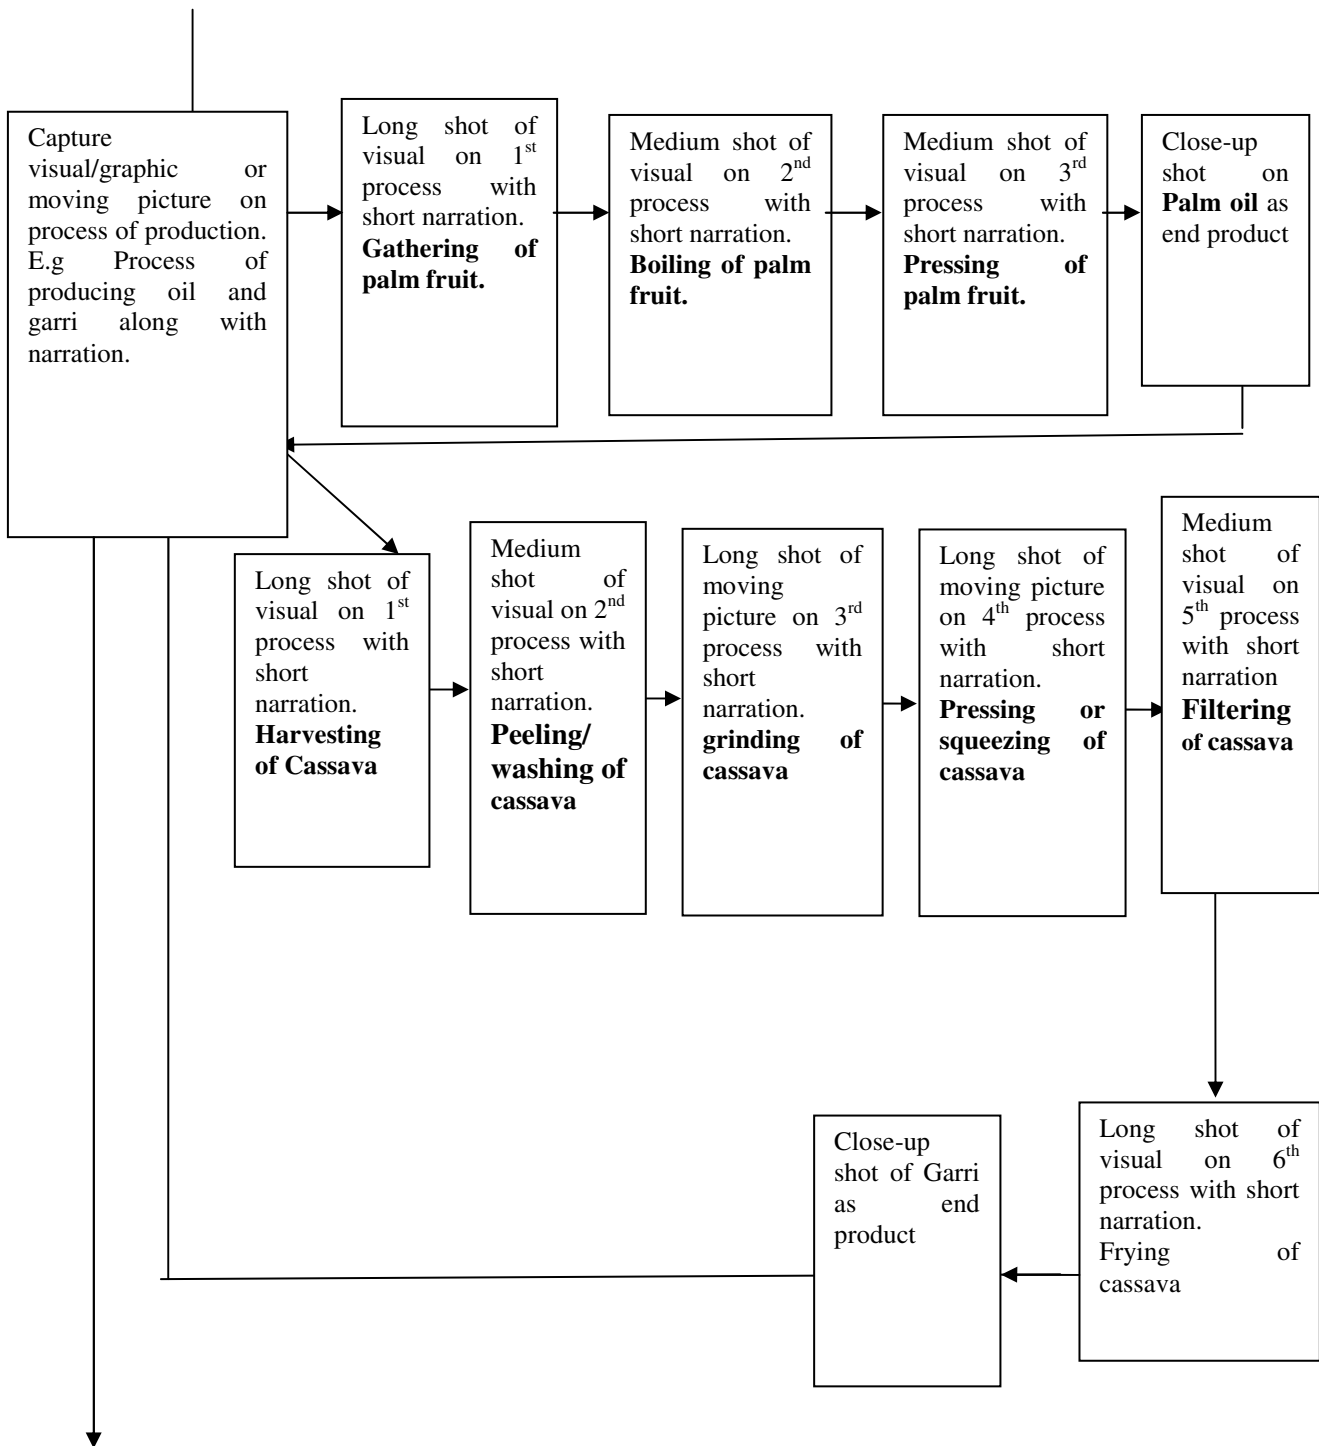 Capture
visual/graphic or
moving picture on
process of production.
E.g Process of
producing oil and
garri along with
narration.
Long shot of
visual on 1st
process with
short narration.
Gathering of
palm fruit.
Medium shot of
visual on 2nd
process with
short narration.
Boiling of palm
fruit.
Medium shot of
visual on 3rd
process with
short narration.
Pressing of
palm fruit.
Close-up
shot on
Palm oil as
end product
Long shot of
visual on 1st
process with
short
narration.
Harvesting
of Cassava
Medium
shot of
visual on 2nd
process with
short
narration.
Peeling/
washing of
cassava
Long shot of
moving
picture on 3rd
process with
short
narration.
grinding of
cassava
Long shot of
moving picture
on 4th process
with short
narration.
Pressing or
squeezing of
cassava
Medium
shot of
visual on
5th process
with short
narration
Filtering
of cassava
Long shot of
visual on 6th
process with short
narration.
Frying of
cassava
Close-up
shot of Garri
as end
product